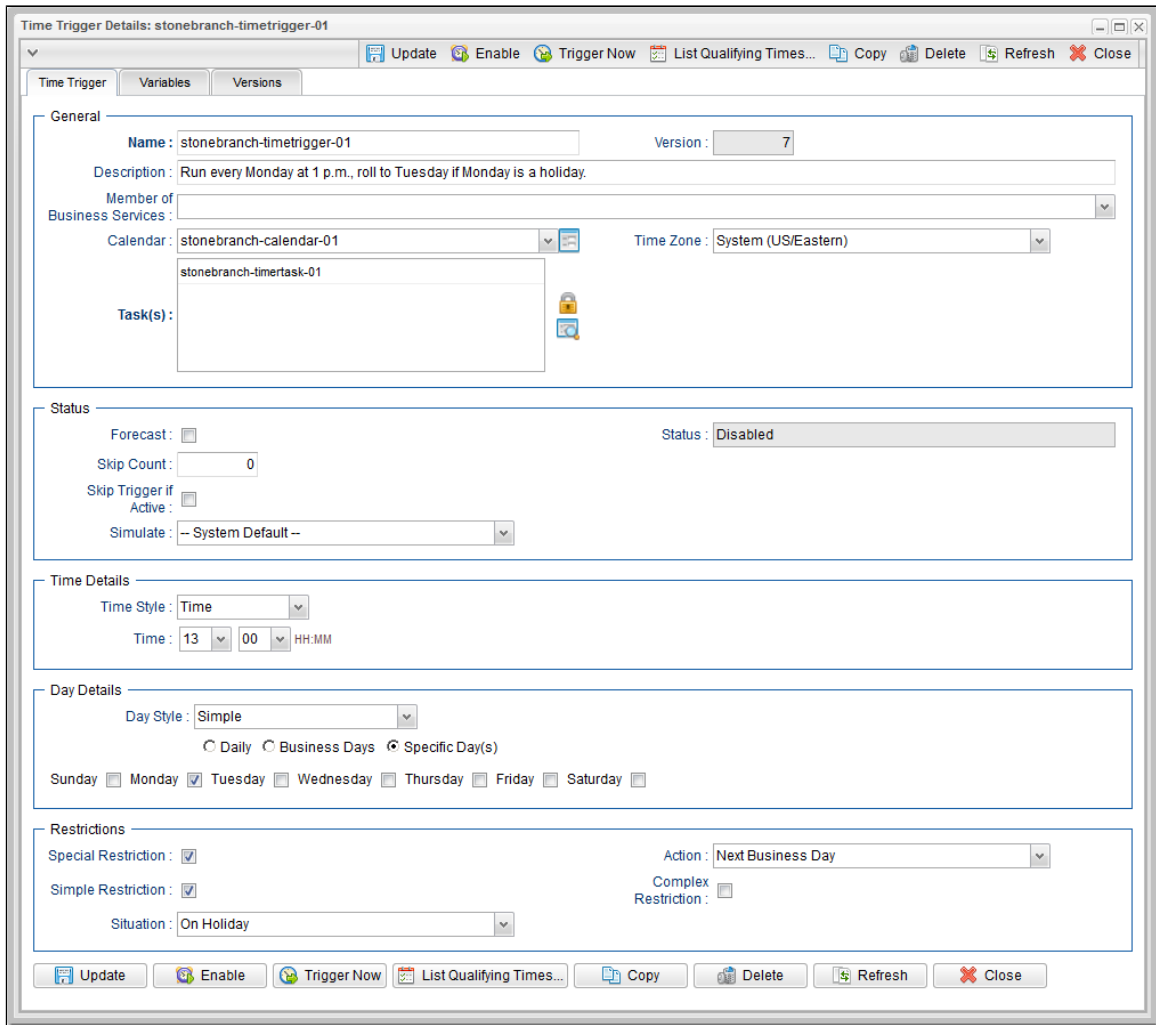 Time Trigger Details: stonebranch-timetrigger-01
Update Enable Trigger Now List Qualifying Times... Copy Delete Refresh Close
Time Trigger Variables Versions
General
Name : stonebranch-timetrigger-01 Version : 7
Description : Run every Monday at 1 p.m., roll to Tuesday if Monday is a holiday.
Member of
Business Services :
Calendar : stonebranch-calendar-01 Time Zone : System (US/Eastern)
stonebranch-timertask-01
Task(s) :
Status
Forecast : Status : Disabled
Skip Count : 0
Skip Trigger if
Active :
Simulate : -- System Default --
Time Details
Time Style : Time
Time : 13 00 HH:MM
Day Details
Day Style : Simple
Daily Business Days Specific Day(s)
Sunday Monday Tuesday Wednesday Thursday Friday Saturday
Restrictions
Special Restriction : Action : Next Business Day
Simple Restriction : Complex
Restriction :
Situation : On Holiday
Update Enable Trigger Now List Qualifying Times... Copy Delete Refresh Close